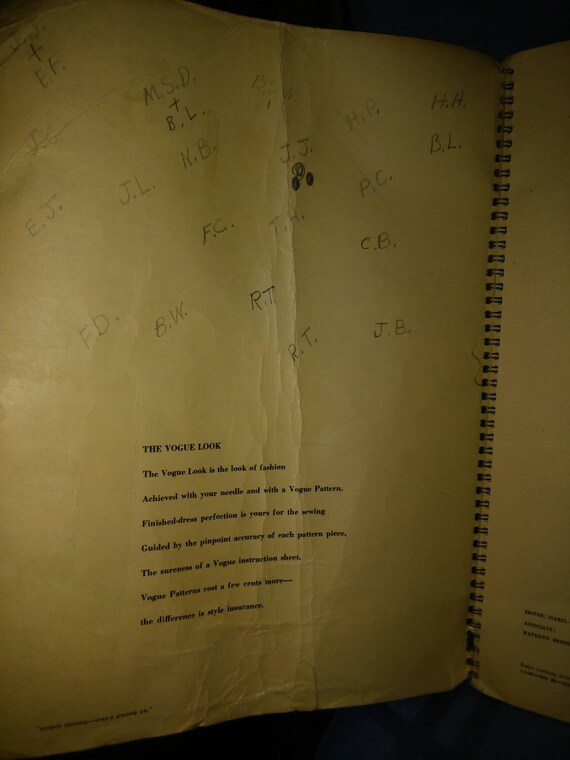 +
E.F.
M.S.D.
+
B.L.
H.P.
H.H.
N.B.
J.J.
B.L.
E.J.
J.L.
P.C.
F.C.
T.H.
C.B.
F.D.
B.W.
R.T.
R.T.
J.B.
THE VOGUE LOOK
The Vogue Look is the look of fashion
Achieved with your needle and with a Vogue Pattern.
Finished-dress perfection is yours for the sewing
Guided by the pinpoint accuracy of each pattern piece,
The sureness of a Vogue instruction sheet.
Vogue Patterns cost a few cents more—
the difference is style insurance.
EDITOR:
ASSOCIATE: